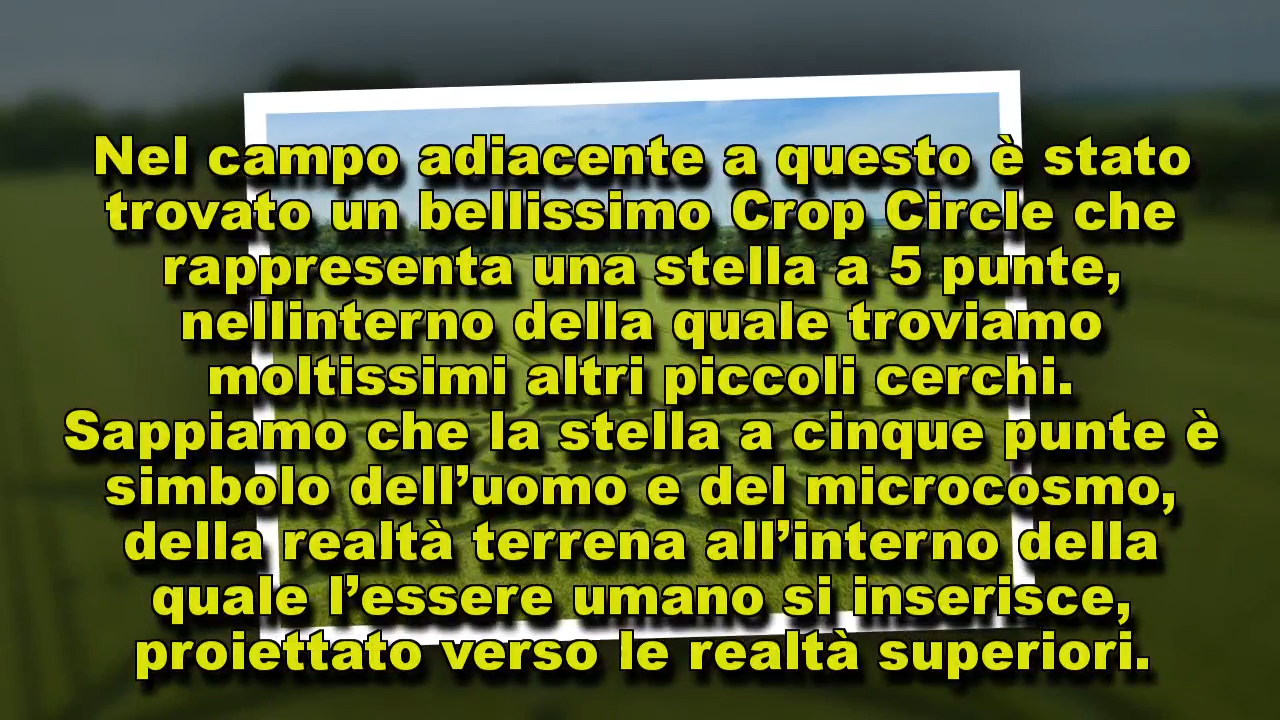 Nel campo adiacente a questo è stato
trovato un bellissimo Crop Circle che
rappresenta una stella a 5 punte,
nellinterno della quale troviamo
moltissimi altri piccoli cerchi.
Sappiamo che la stella a cinque punte è
simbolo dell’uomo e del microcosmo,
della realtà terrena all’interno della
quale l’essere umano si inserisce,
proiettato verso le realtà superiori.